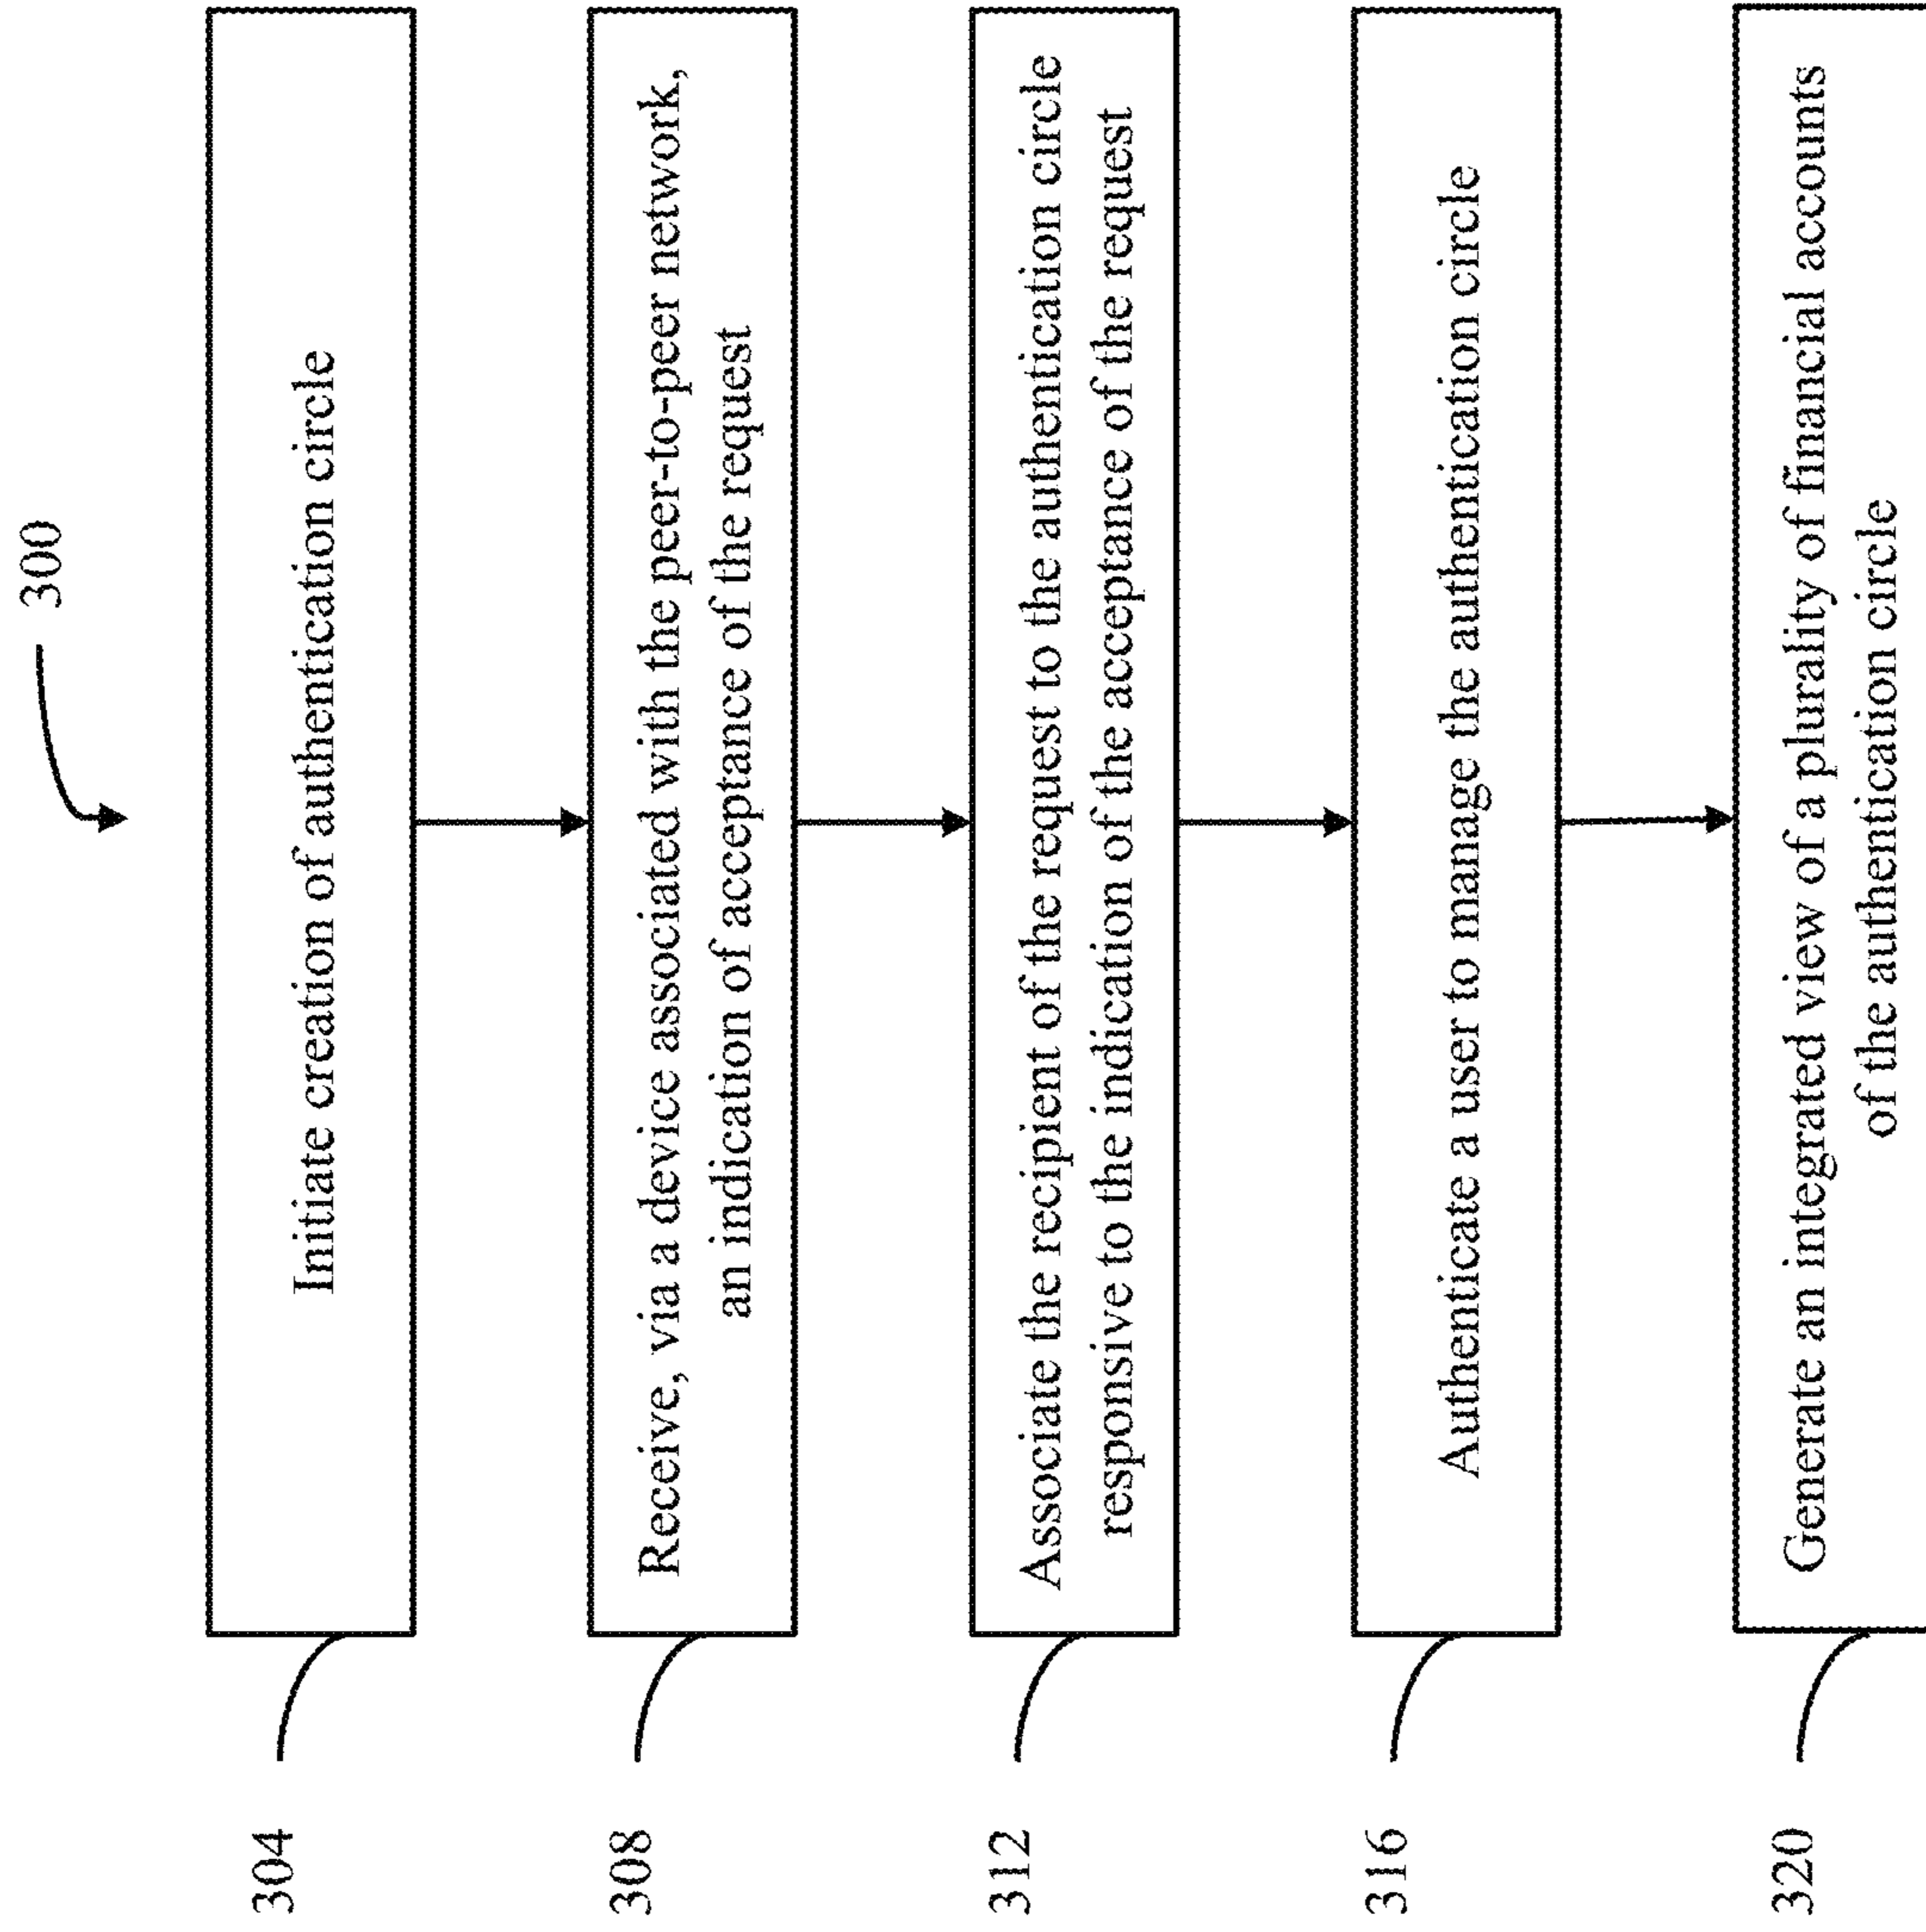 300
304
Initiate creation of authentication circle
308
Receive, via a device associated with the peer-to-peer network,
an indication of acceptance of the request
312
Associate the recipient of the request to the authentication circle
responsive to the indication of the acceptance of the request
316
Authenticate a user to manage the authentication circle
320
Generate an integrated view of a plurality of financial accounts
of the authentication circle